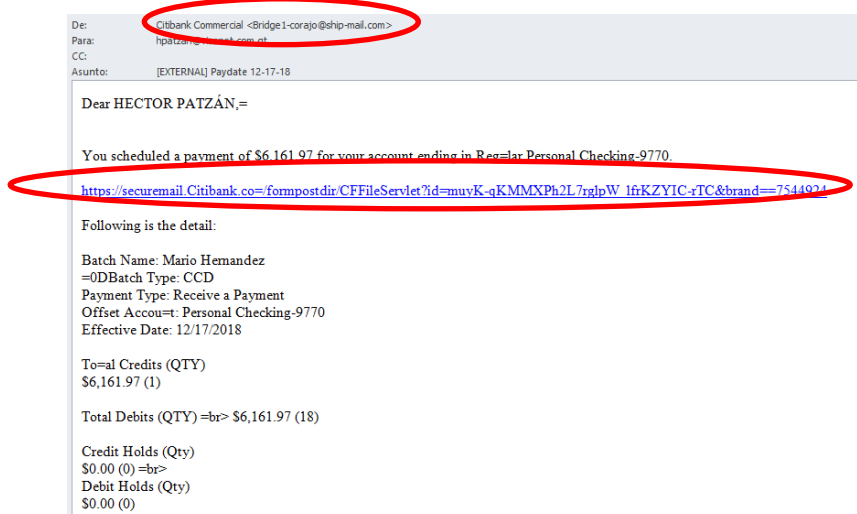 De: Citibank Commercial <Bridge1-corajo@ship-mail.com>
Para:
CC:
Asunto: [EXTERNAL] Paydate 12-17-18
Dear HECTOR PATZÁN,=
You scheduled a payment of $6,161.97 for your account ending in Reg=lar Personal Checking-9770.
https://securemail.Citibank.co=/formpostdir/CFFileServlet?id=muyK-qKMMXPh2L7rglpW_lfrKZYIC-rTC&brand==7544924
Following is the detail:
Batch Name: Mario Hernandez
=0DBatch Type: CCD
Payment Type: Receive a Payment
Offset Accou=t: Personal Checking-9770
Effective Date: 12/17/2018
To=al Credits (QTY)
$6,161.97 (1)
Total Debits (QTY) =br> $6,161.97 (18)
Credit Holds (Qty)
$0.00 (0) =br>
Debit Holds (Qty)
$0.00 (0)